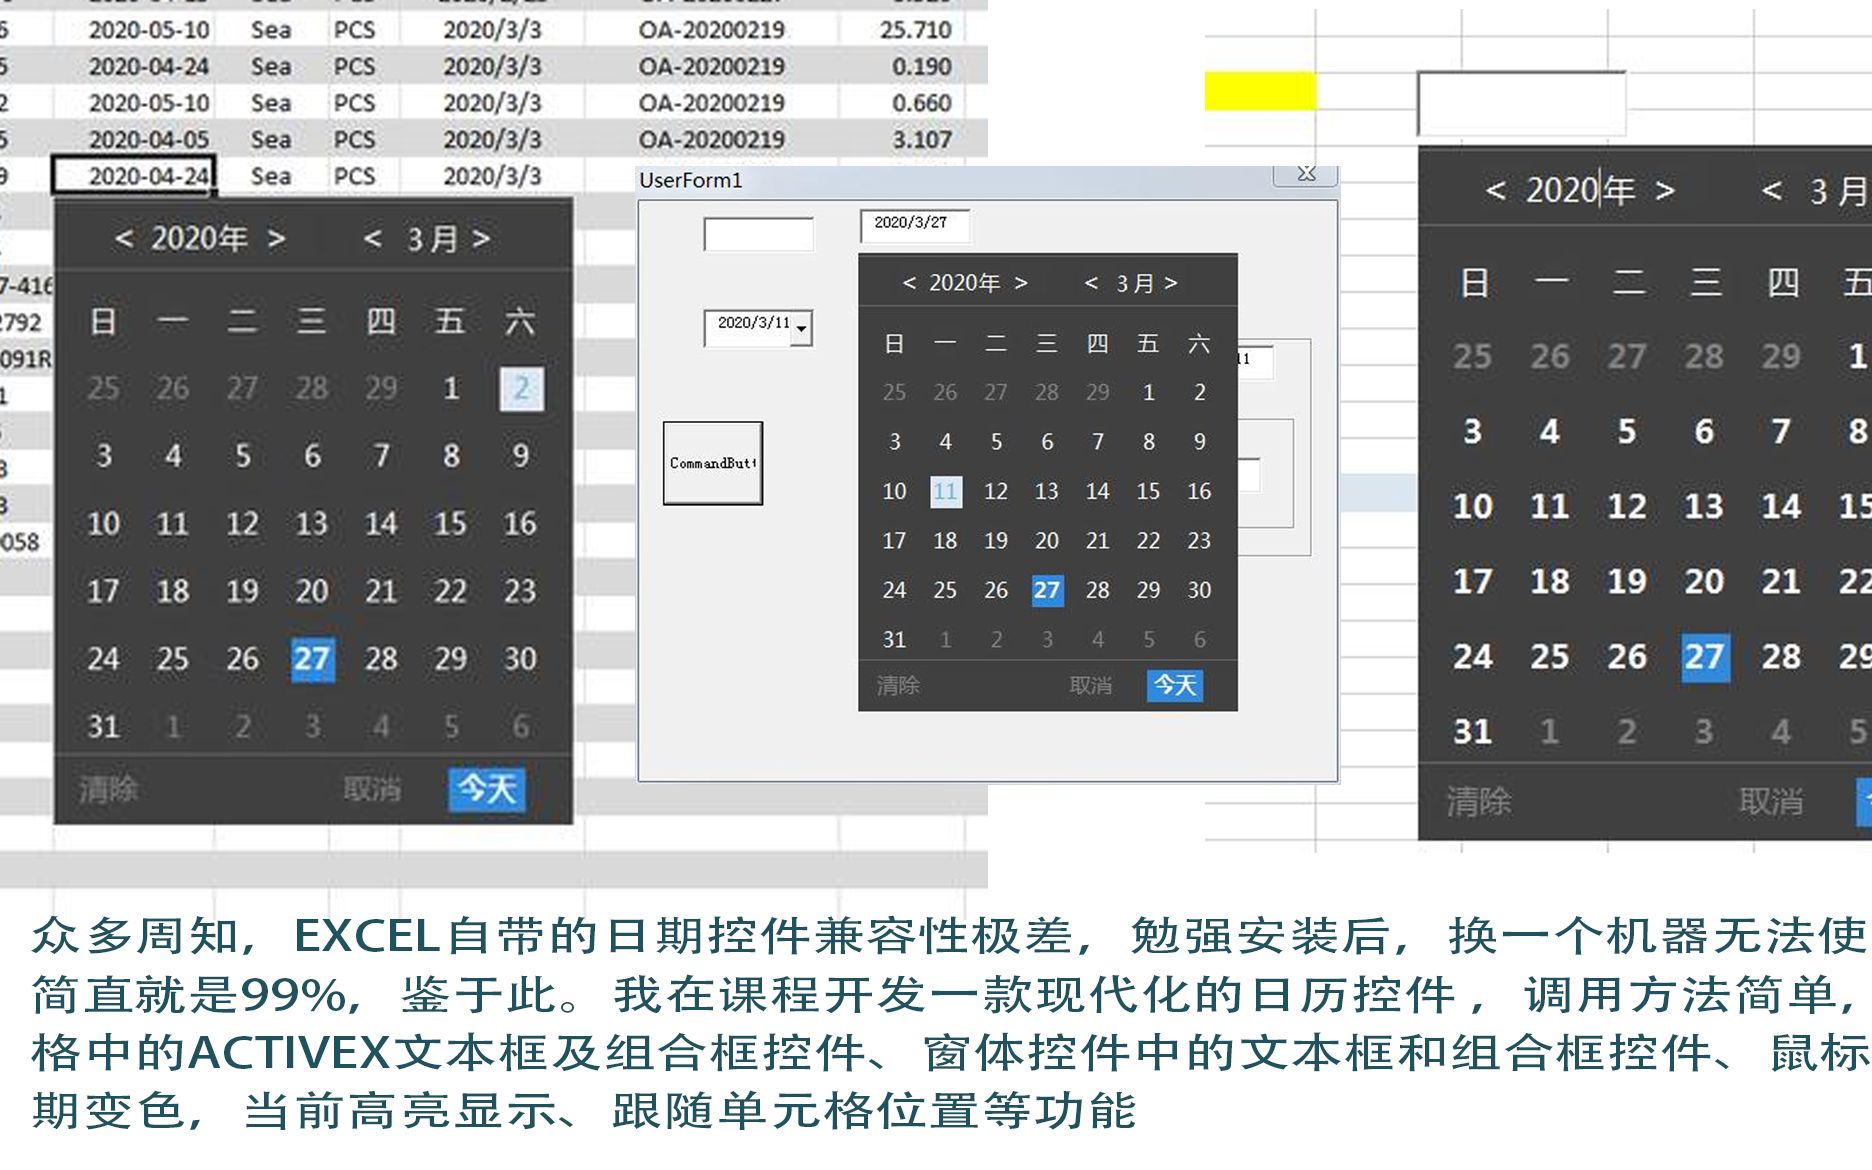 2020-05-10 Sea PCS 2020/3/3 OA-20200219 25.710
2020-04-24 Sea PCS 2020/3/3 OA-20200219 0.190
2020-05-10 Sea PCS 2020/3/3 OA-20200219 0.660
2020-04-05 Sea PCS 2020/3/3 OA-20200219 3.107
2020-04-24 Sea PCS 2020/3/3
7-416
2792
091R
058
< 2020年 > < 3月 >
日 一 二 三 四 五 六
25 26 27 28 29 1 2
3 4 5 6 7 8 9
10 11 12 13 14 15 16
17 18 19 20 21 22 23
24 25 26 27 28 29 30
31 1 2 3 4 5 6
清除 取消 今天
UserForm1
2020/3/27
2020/3/11
CommandButt
11
< 2020年 > < 3月 >
日 一 二 三 四 五 六
25 26 27 28 29 1 2
3 4 5 6 7 8 9
10 11 12 13 14 15 16
17 18 19 20 21 22 23
24 25 26 27 28 29 30
31 1 2 3 4 5 6
清除 取消 今天
< 2020年 > < 3月
日 一 二 三 四 五
25 26 27 28 29 1
3 4 5 6 7 8
10 11 12 13 14 15
17 18 19 20 21 22
24 25 26 27 28 29
31 1 2 3 4 5
清除 取消
众多周知，EXCEL自带的日期控件兼容性极差，勉强安装后，换一个机器无法使
简直就是99%，鉴于此。我在课程开发一款现代化的日历控件，调用方法简单，
格中的ACTIVEX文本框及组合框控件、窗体控件中的文本框和组合框控件、鼠标
期变色，当前高亮显示、跟随单元格位置等功能